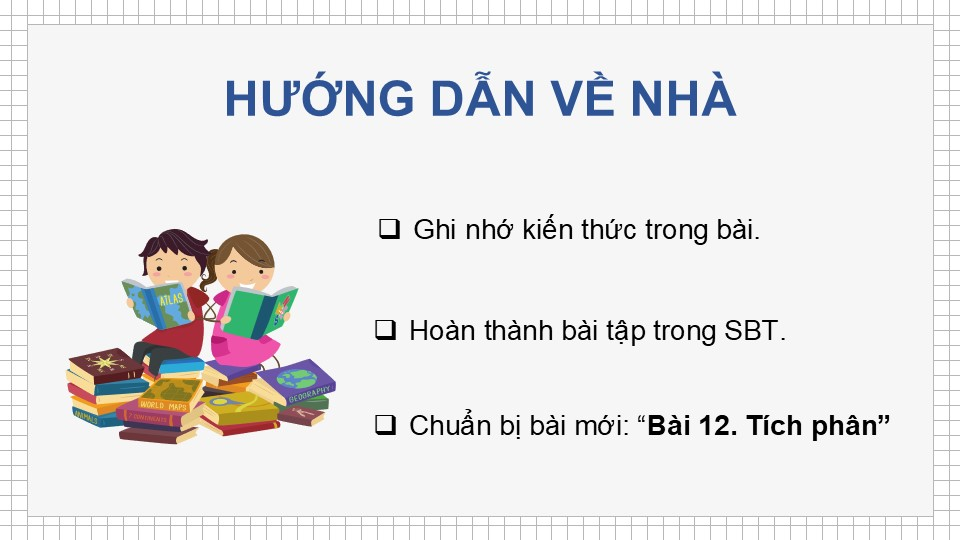 HƯỚNG DẪN VỀ NHÀ
❑ Ghi nhớ kiến thức trong bài.
❑ Hoàn thành bài tập trong SBT.
❑ Chuẩn bị bài mới: “Bài 12. Tích phân”
ATLAS
WORLD MAPS
GEOGRAPHY
ANIMALS